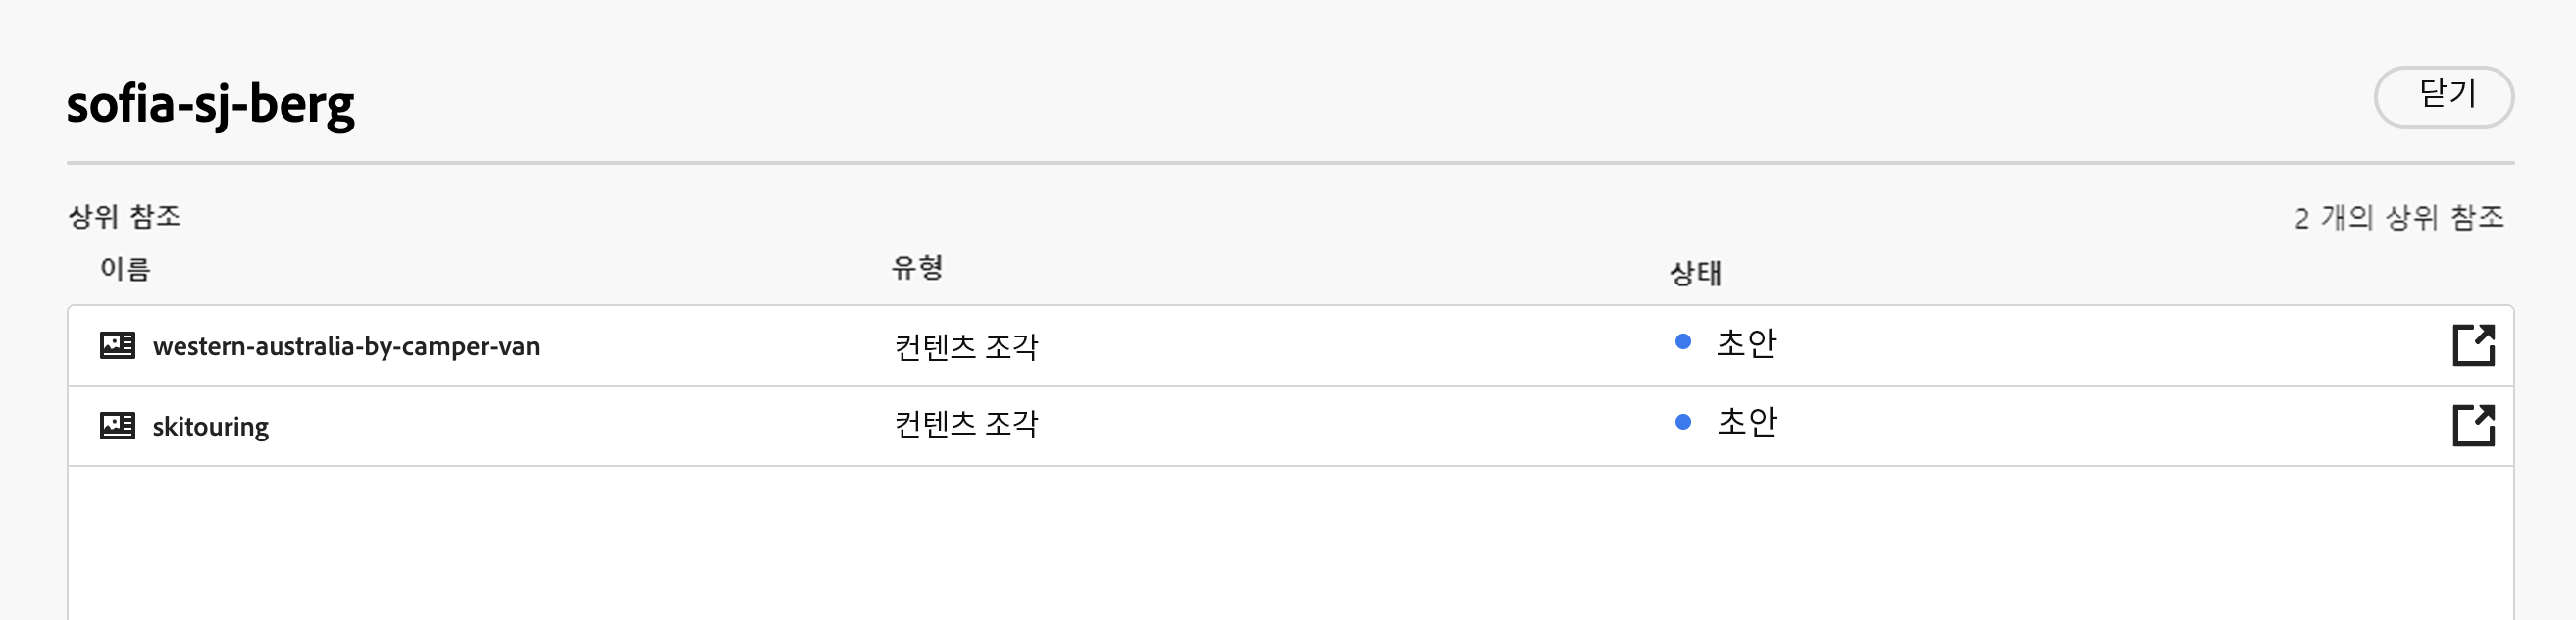 sofia-sj-berg 닫기
상위 참조 2 개의 상위 참조
이름 유형 상태
western-australia-by-camper-van 컨텐츠 조각 초안
skitouring 컨텐츠 조각 초안